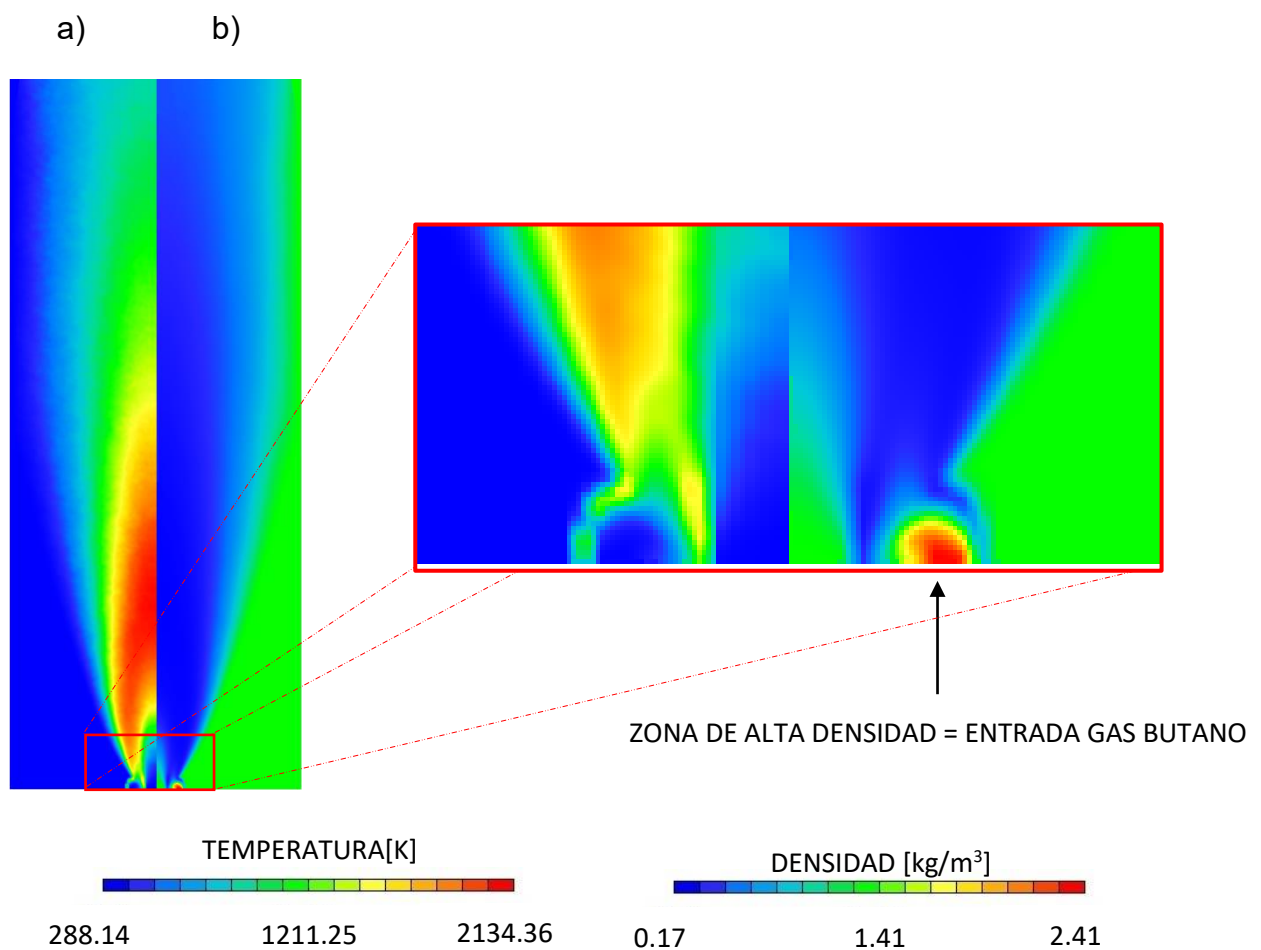 a) b)
ZONA DE ALTA DENSIDAD = ENTRADA GAS BUTANO
TEMPERATURA[K]
288.14 1211.25 2134.36
DENSIDAD [kg/m³]
0.17 1.41 2.41